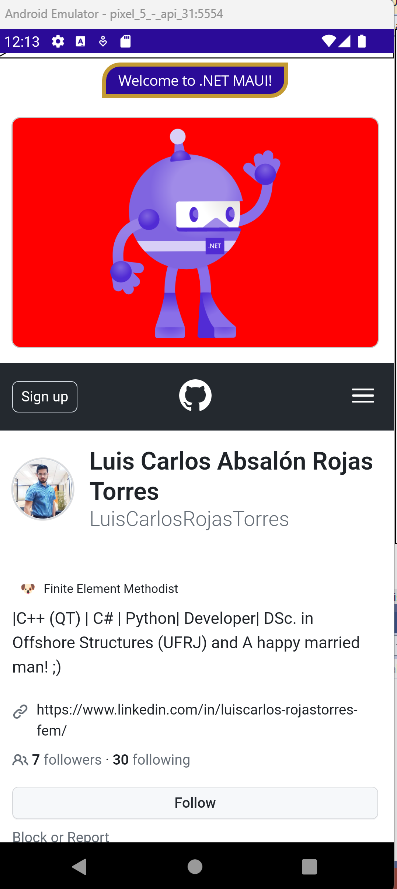 Android Emulator - pixel_5_-_api_31:5554
12:13
Welcome to .NET MAUI!
.NET
Sign up
Luis Carlos Absalón Rojas
Torres
LuisCarlosRojasTorres
Finite Element Methodist
|C++ (QT) | C# | Python| Developer| DSc. in
Offshore Structures (UFRJ) and A happy married
man! ;)
https://www.linkedin.com/in/luiscarlos-rojastorres-
fem/
7 followers · 30 following
Follow
Block or Report